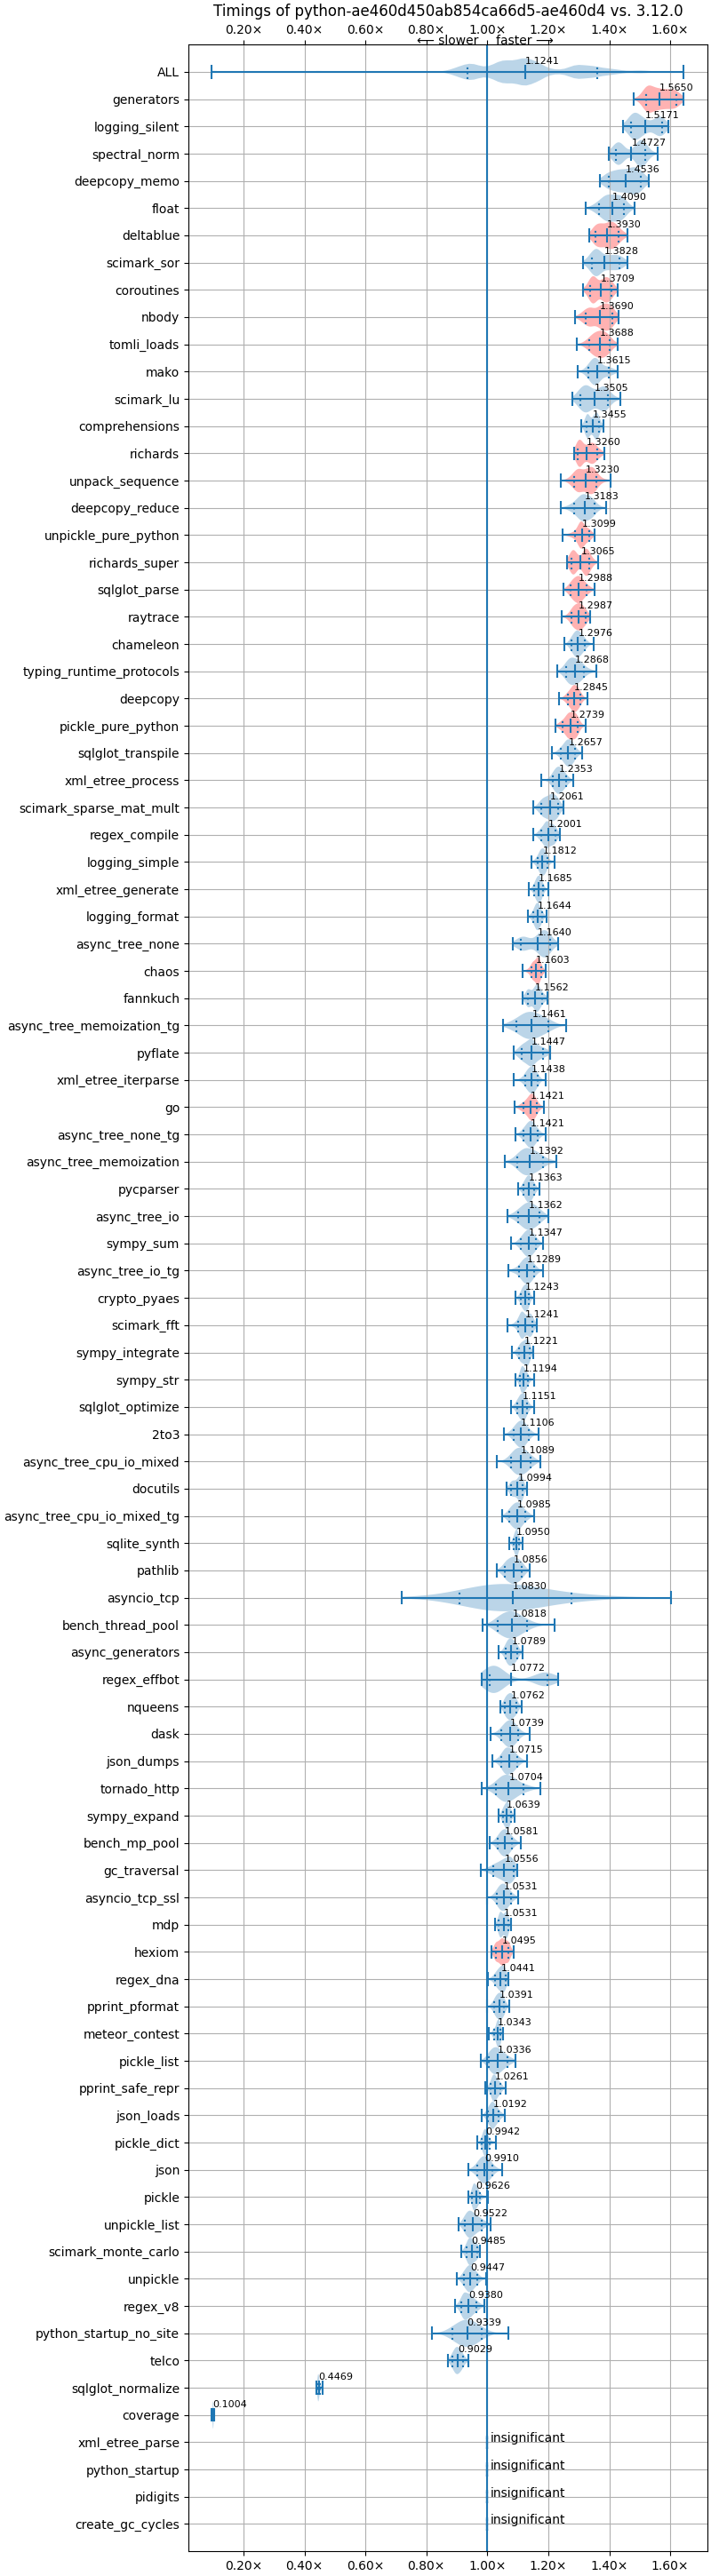 Timings of python-ae460d450ab854ca66d5-ae460d4 vs. 3.12.0
0.20× 0.40× 0.60× 0.80× 1.00× 1.20× 1.40× 1.60×
⟵ slower faster ⟶
ALL 1.1241
generators 1.5650
logging_silent 1.5171
spectral_norm 1.4727
deepcopy_memo 1.4536
float 1.4090
deltablue 1.3930
scimark_sor 1.3828
coroutines 1.3709
nbody 1.3690
tomli_loads 1.3688
mako 1.3615
scimark_lu 1.3505
comprehensions 1.3455
richards 1.3260
unpack_sequence 1.3230
deepcopy_reduce 1.3183
unpickle_pure_python 1.3099
richards_super 1.3065
sqlglot_parse 1.2988
raytrace 1.2987
chameleon 1.2976
typing_runtime_protocols 1.2868
deepcopy 1.2845
pickle_pure_python 1.2739
sqlglot_transpile 1.2657
xml_etree_process 1.2353
scimark_sparse_mat_mult 1.2061
regex_compile 1.2001
logging_simple 1.1812
xml_etree_generate 1.1685
logging_format 1.1644
async_tree_none 1.1640
chaos 1.1603
fannkuch 1.1562
async_tree_memoization_tg 1.1461
pyflate 1.1447
xml_etree_iterparse 1.1438
go 1.1421
async_tree_none_tg 1.1421
async_tree_memoization 1.1392
pycparser 1.1363
async_tree_io 1.1362
sympy_sum 1.1347
async_tree_io_tg 1.1289
crypto_pyaes 1.1243
scimark_fft 1.1241
sympy_integrate 1.1221
sympy_str 1.1194
sqlglot_optimize 1.1151
2to3 1.1106
async_tree_cpu_io_mixed 1.1089
docutils 1.0994
async_tree_cpu_io_mixed_tg 1.0985
sqlite_synth 1.0950
pathlib 1.0856
asyncio_tcp 1.0830
bench_thread_pool 1.0818
async_generators 1.0789
regex_effbot 1.0772
nqueens 1.0762
dask 1.0739
json_dumps 1.0715
tornado_http 1.0704
sympy_expand 1.0639
bench_mp_pool 1.0581
gc_traversal 1.0556
asyncio_tcp_ssl 1.0531
mdp 1.0531
hexiom 1.0495
regex_dna 1.0441
pprint_pformat 1.0391
meteor_contest 1.0343
pickle_list 1.0336
pprint_safe_repr 1.0261
json_loads 1.0192
pickle_dict 0.9942
json 0.9910
pickle 0.9626
unpickle_list 0.9522
scimark_monte_carlo 0.9485
unpickle 0.9447
regex_v8 0.9380
python_startup_no_site 0.9339
telco 0.9029
sqlglot_normalize 0.4469
coverage 0.1004
xml_etree_parse insignificant
python_startup insignificant
pidigits insignificant
create_gc_cycles insignificant
0.20× 0.40× 0.60× 0.80× 1.00× 1.20× 1.40× 1.60×